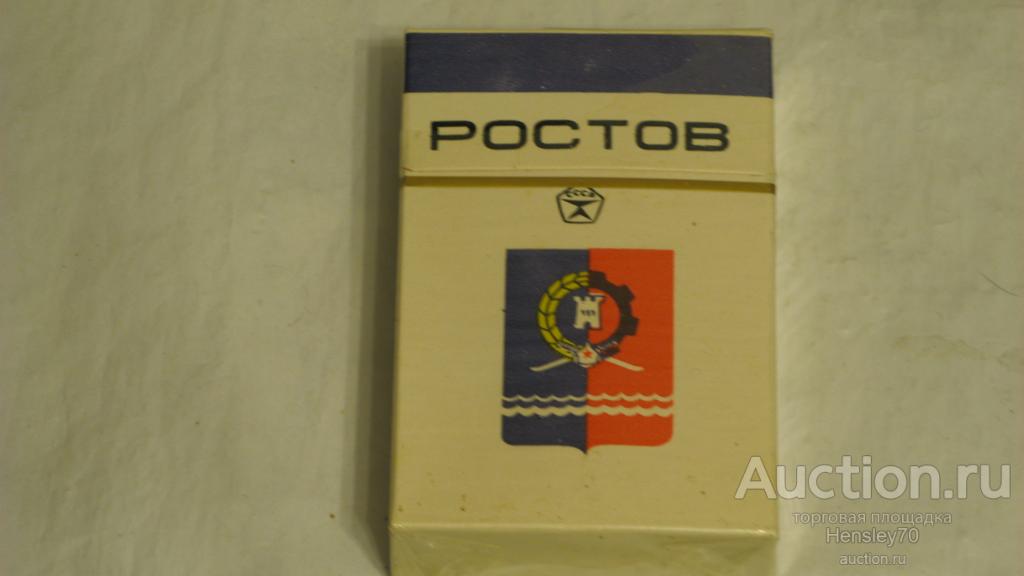 РОСТОВ
СССР
Auction.ru
торговая площадка
Hensley70
auction.ru